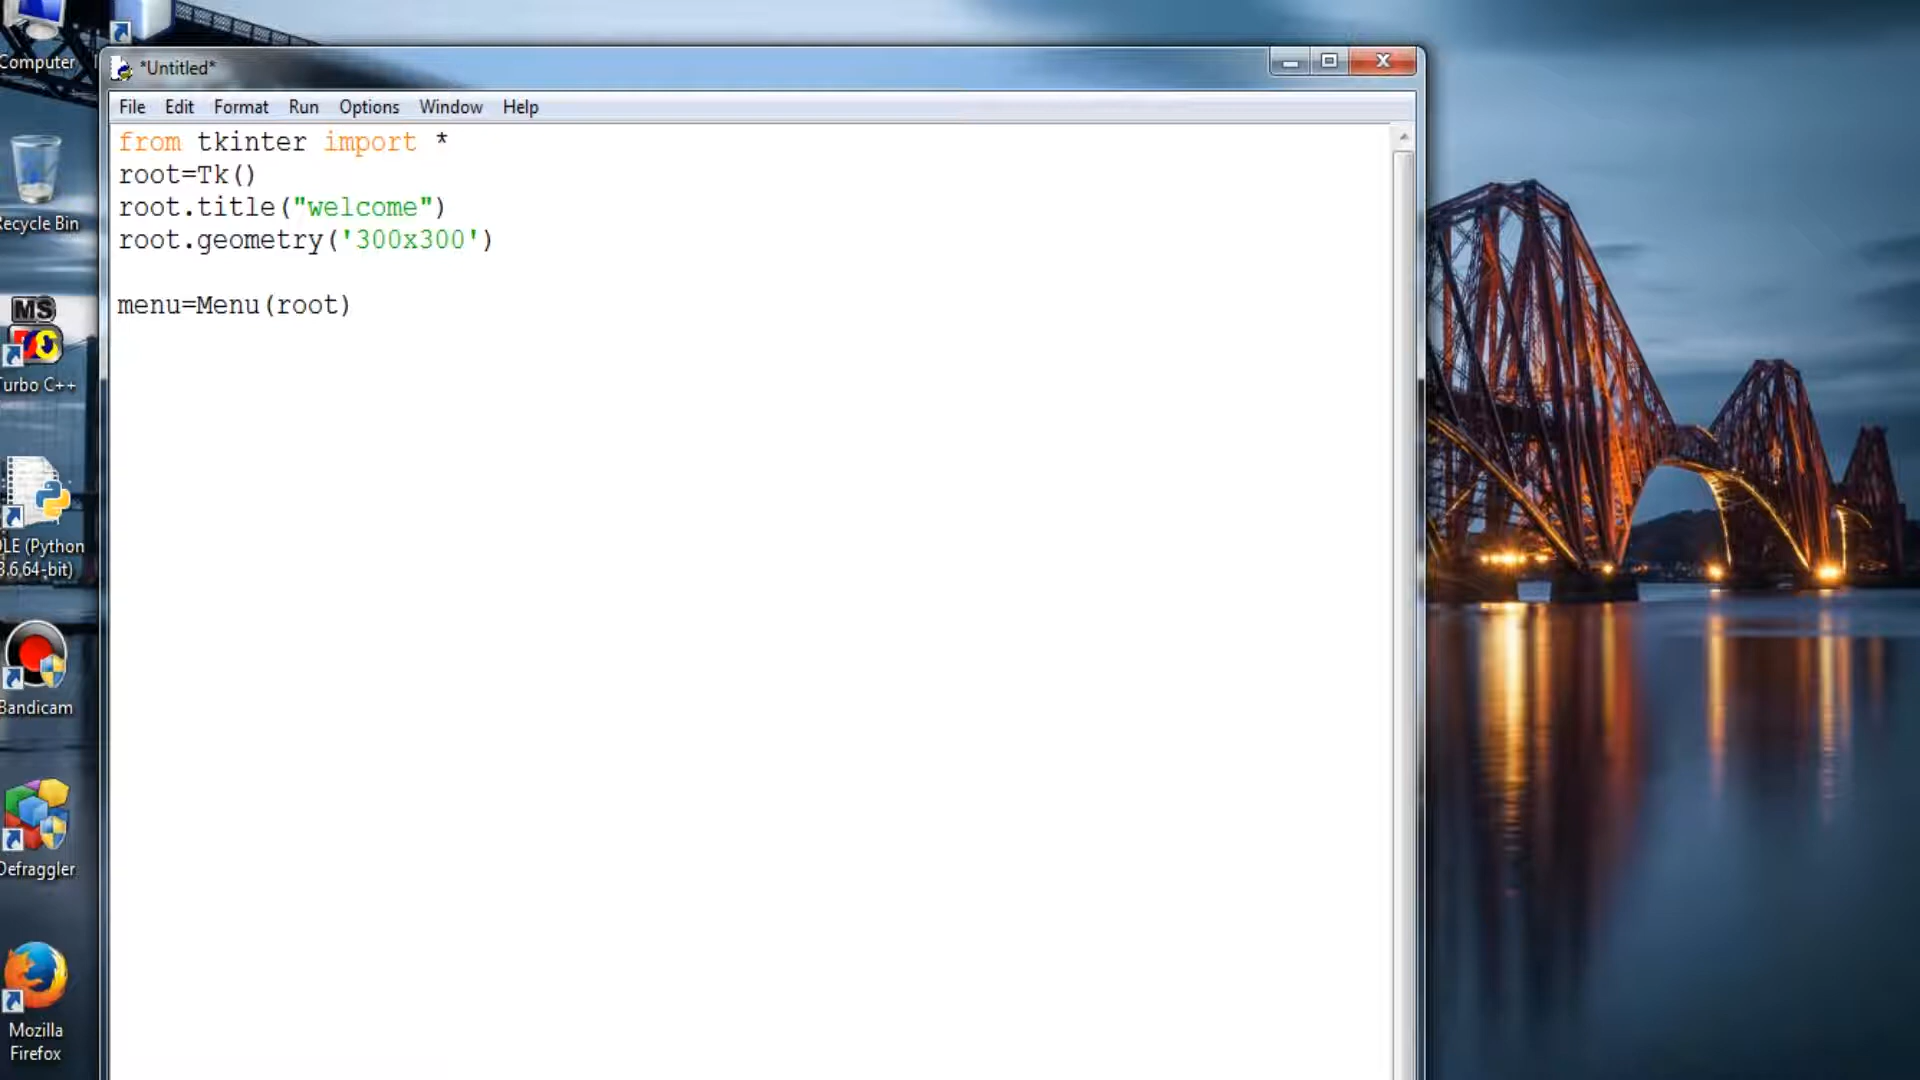 Computer
*Untitled*
File Edit Format Run Options Window Help
from tkinter import *
root=Tk()
root.title("welcome")
root.geometry('300x300')
menu=Menu(root)
Recycle Bin
MS
Turbo C++
IDLE (Python
3.6,64-bit)
Bandicam
Defraggler
Mozilla
Firefox